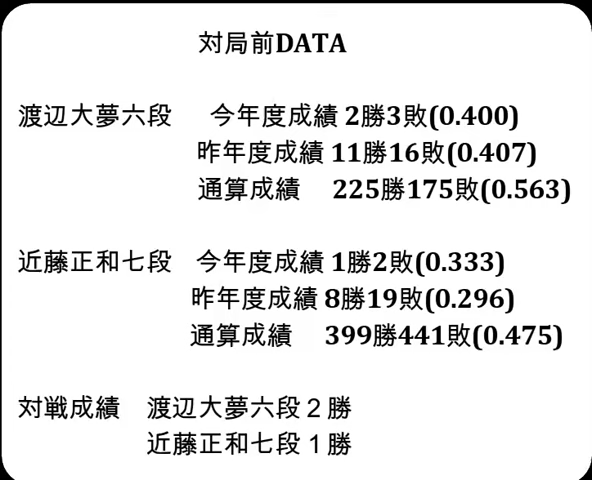 対局前DATA
渡辺大夢六段 今年度成績 2勝3敗(0.400)
昨年度成績 11勝16敗(0.407)
通算成績 225勝175敗(0.563)
近藤正和七段 今年度成績 1勝2敗(0.333)
昨年度成績 8勝19敗(0.296)
通算成績 399勝441敗(0.475)
対戦成績 渡辺大夢六段2勝
近藤正和七段1勝